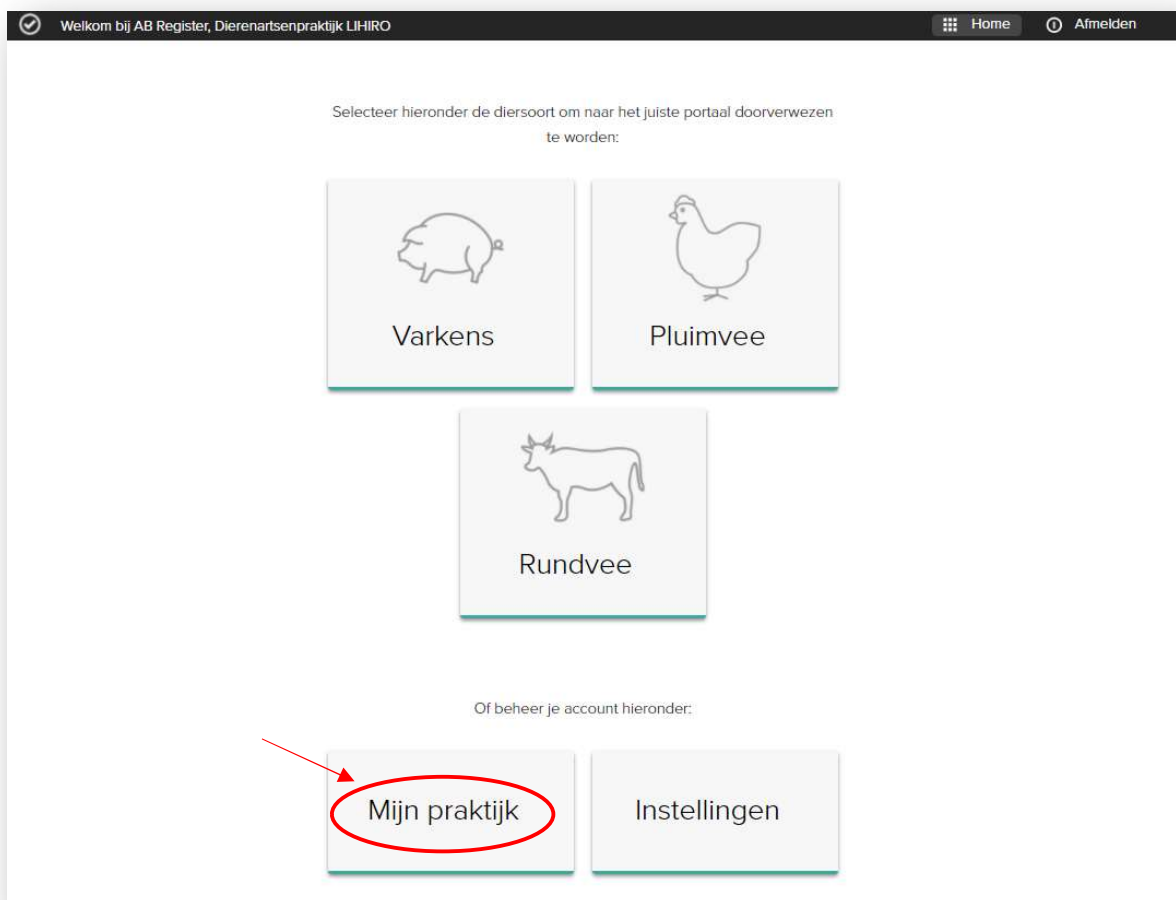 Welkom bij AB Register, Dierenartsenpraktijk LIHIRO
Home
Afmelden
Selecteer hieronder de diersoort om naar het juiste portaal doorverwezen
te worden:
Varkens
Pluimvee
Rundvee
Of beheer je account hieronder:
Mijn praktijk
Instellingen